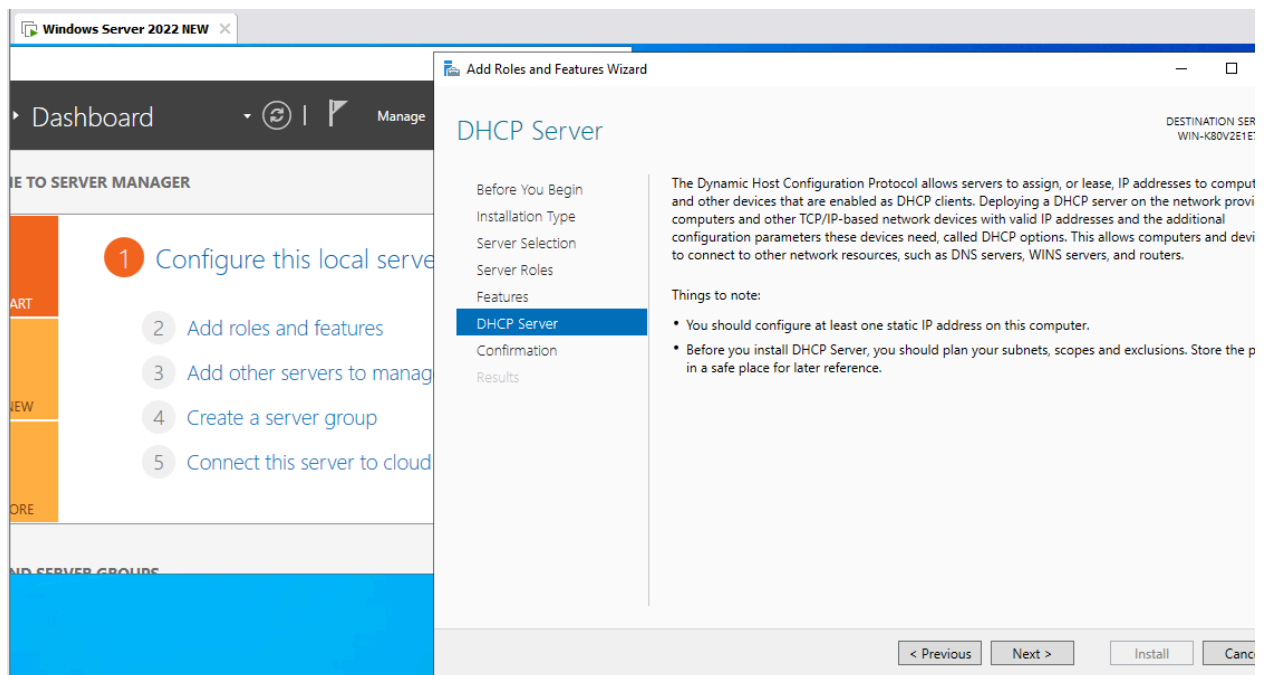 Windows Server 2022 NEW
Add Roles and Features Wizard
Dashboard
Manage
DHCP Server
DESTINATION SER
WIN-K80V2E1E
IE TO SERVER MANAGER
Before You Begin
Installation Type
Server Selection
Server Roles
Features
DHCP Server
Confirmation
Results
The Dynamic Host Configuration Protocol allows servers to assign, or lease, IP addresses to comput
and other devices that are enabled as DHCP clients. Deploying a DHCP server on the network provi
computers and other TCP/IP-based network devices with valid IP addresses and the additional
configuration parameters these devices need, called DHCP options. This allows computers and devi
to connect to other network resources, such as DNS servers, WINS servers, and routers.
Things to note:
• You should configure at least one static IP address on this computer.
• Before you install DHCP Server, you should plan your subnets, scopes and exclusions. Store the p
in a safe place for later reference.
1 Configure this local serve
ART
2 Add roles and features
3 Add other servers to manag
IEW
4 Create a server group
5 Connect this server to cloud
ORE
ND SERVER GROUPS
< Previous
Next >
Install
Canc